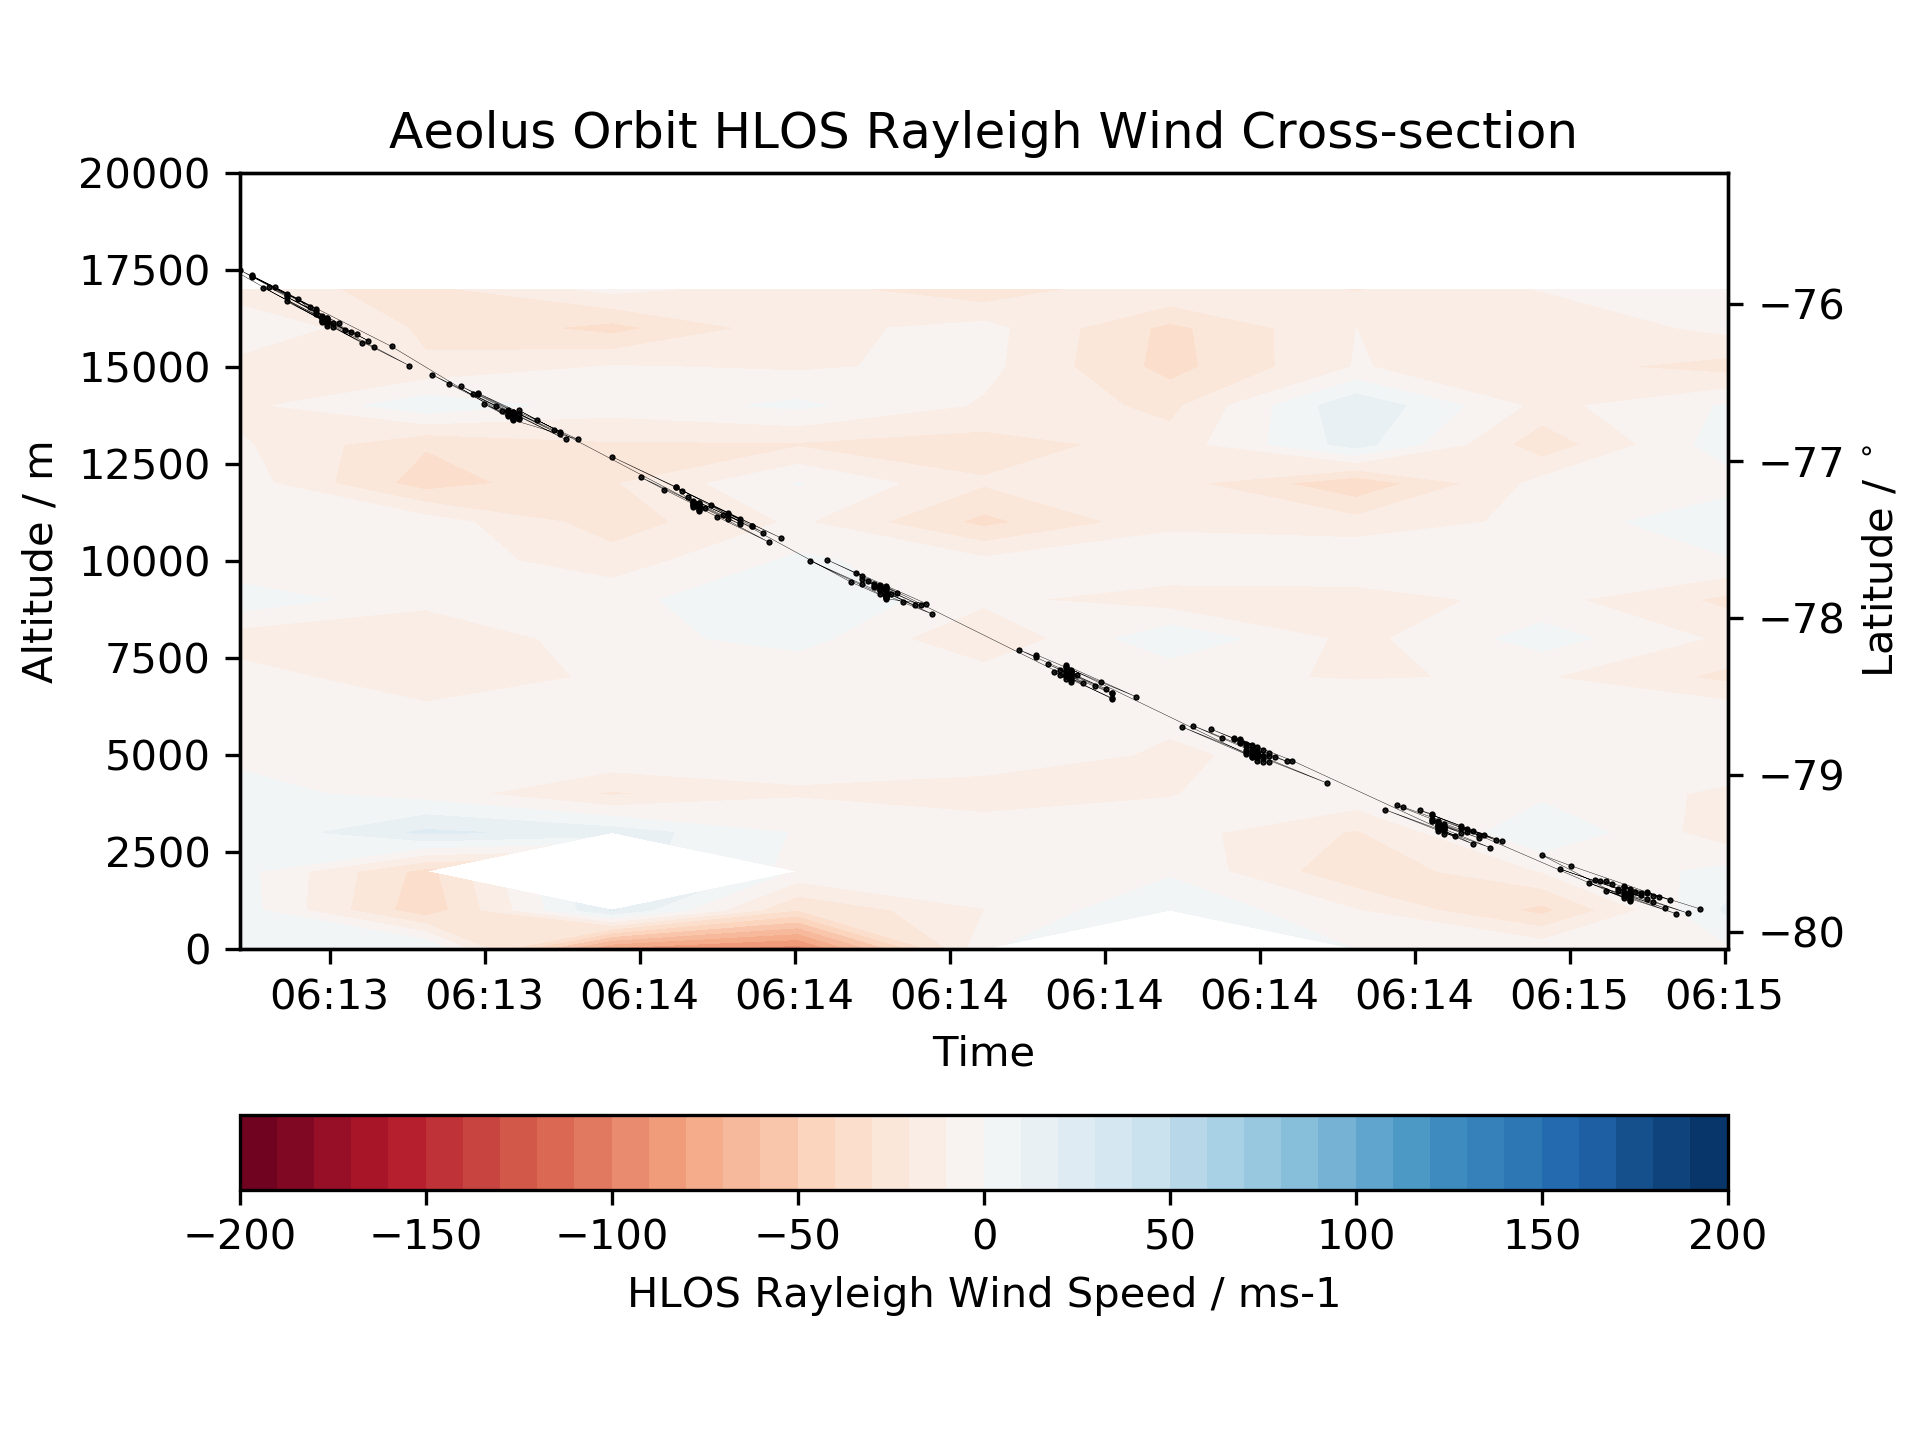 Aeolus Orbit HLOS Rayleigh Wind Cross-section
20000
17500
15000
12500
10000
7500
5000
2500
0
Altitude / m
−76
−77
−78
−79
−80
Latitude / °
06:13 06:13 06:14 06:14 06:14 06:14 06:14 06:14 06:15 06:15
Time
−200 −150 −100 −50 0 50 100 150 200
HLOS Rayleigh Wind Speed / ms-1